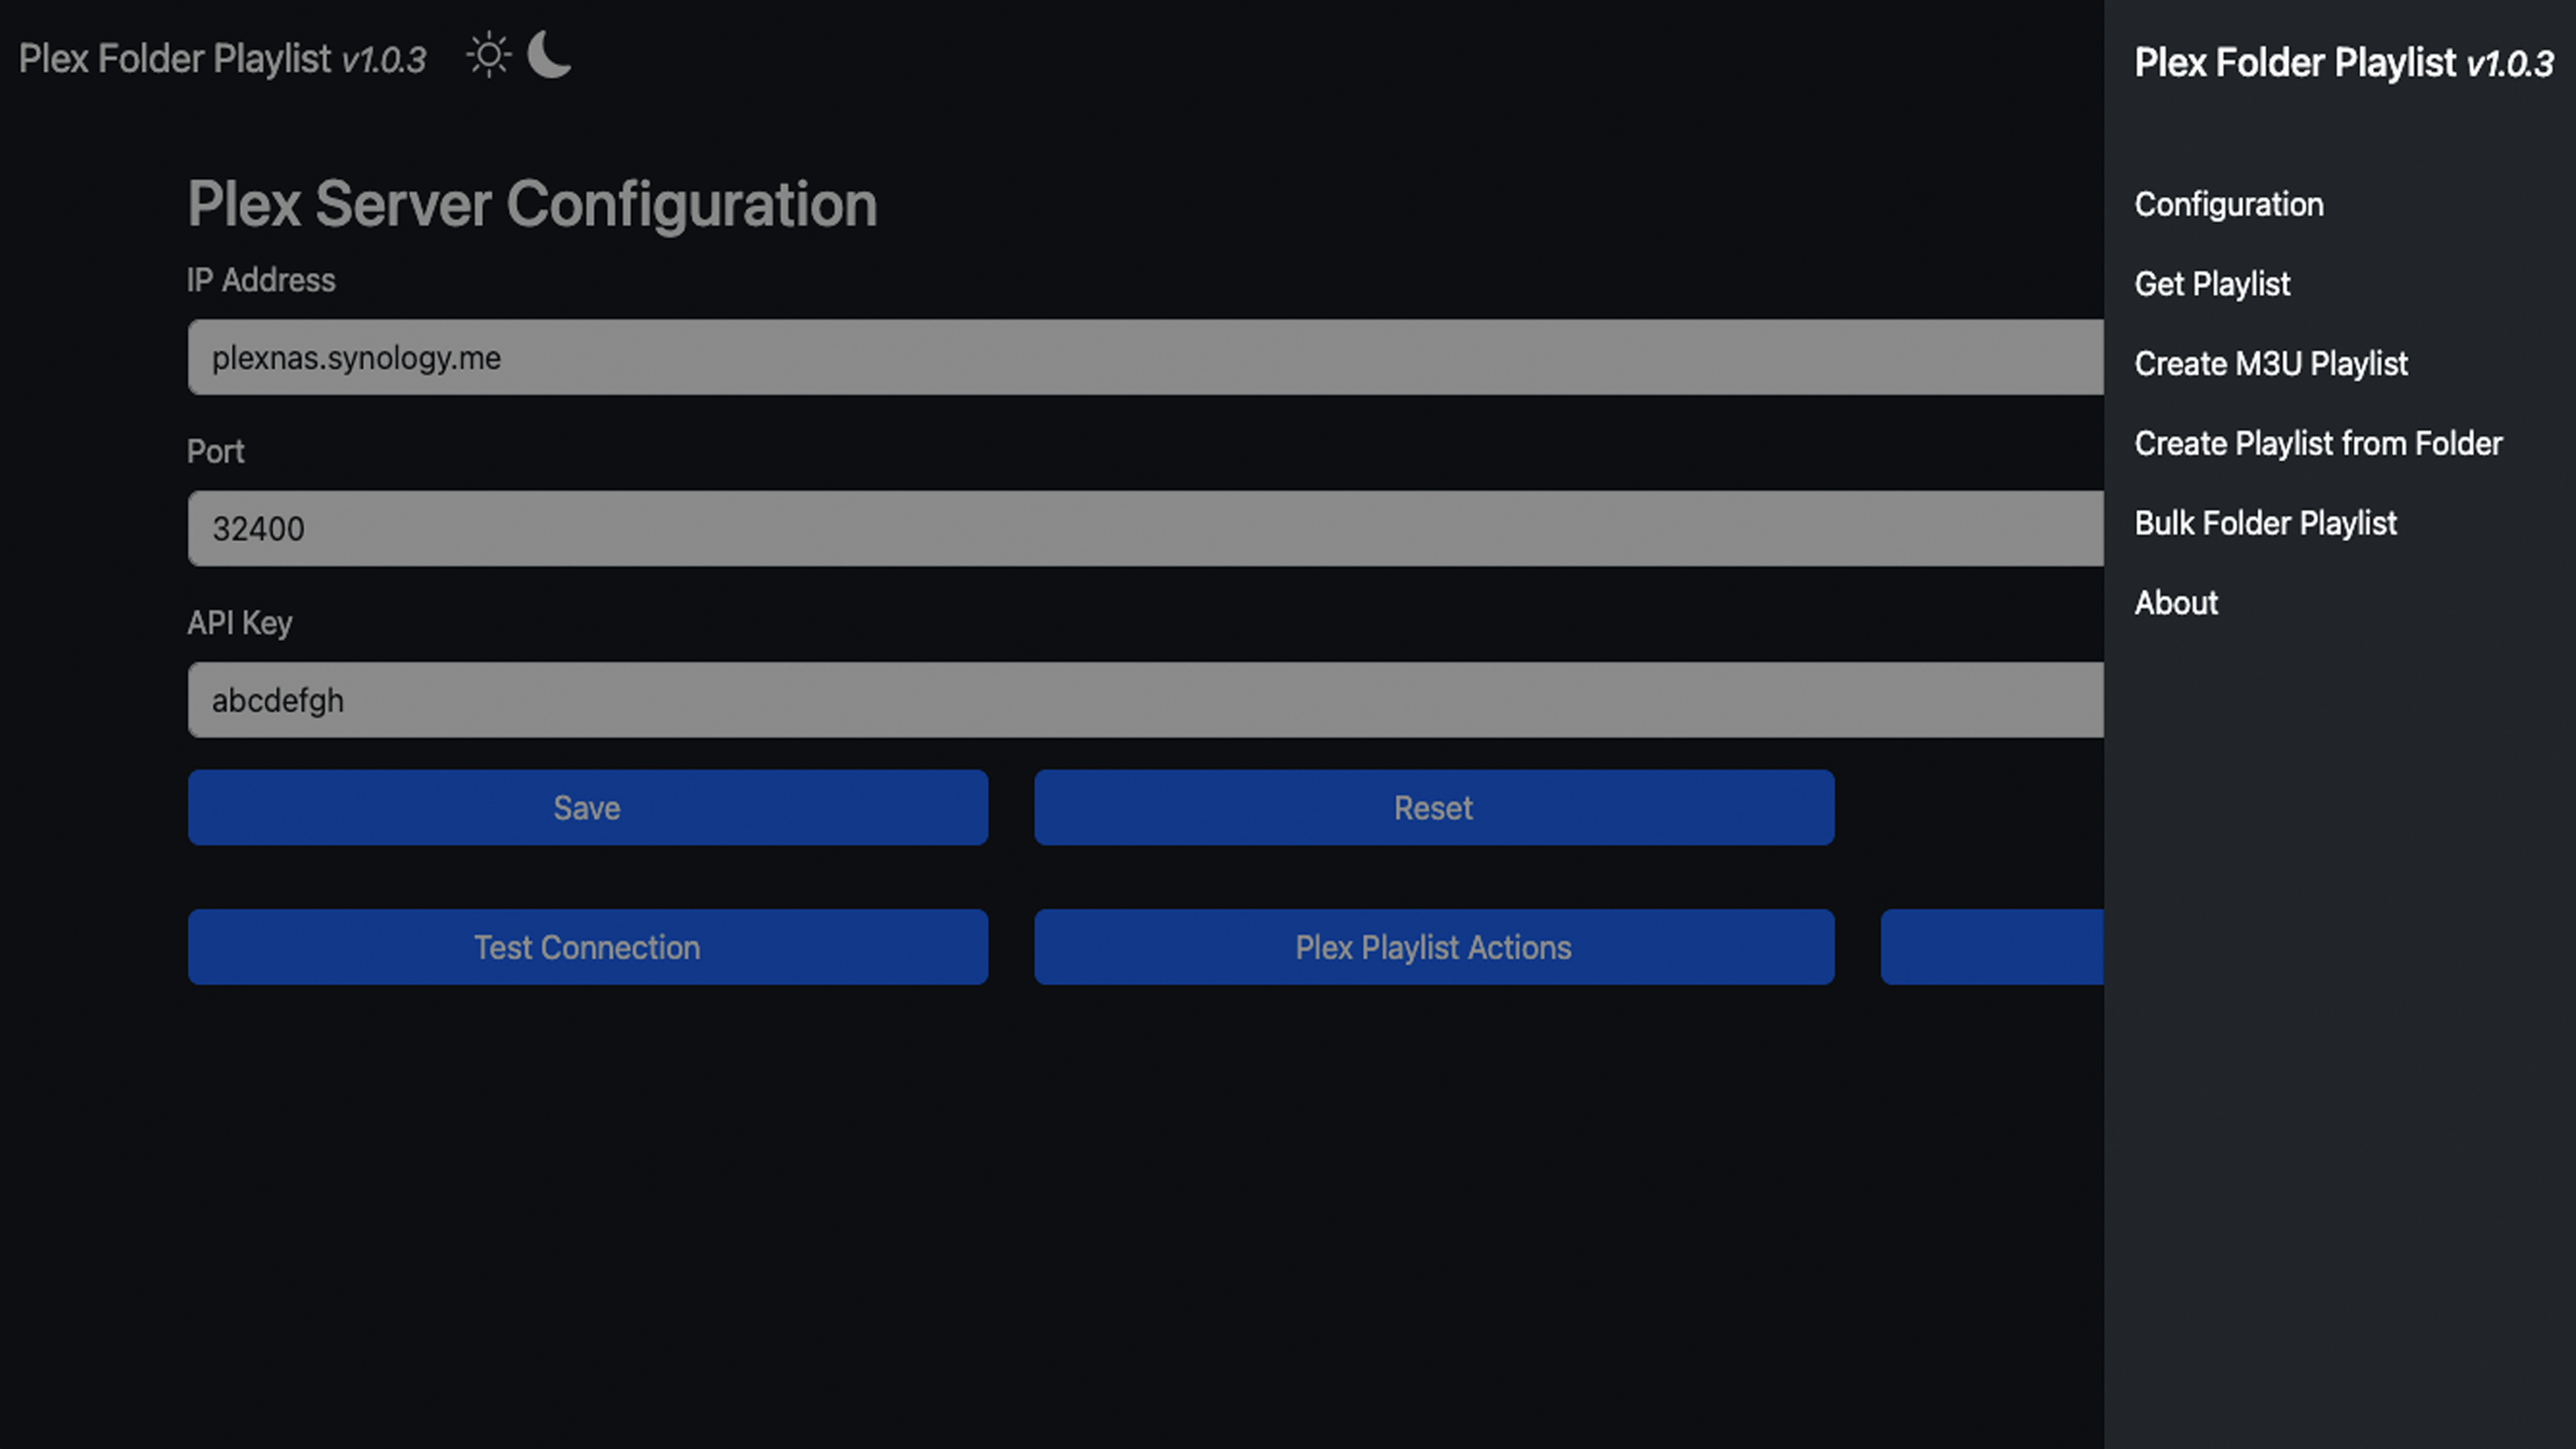 Plex Folder Playlist v1.0.3
Plex Server Configuration
IP Address
plexnas.synology.me
Port
32400
API Key
abcdefgh
Save
Reset
Test Connection
Plex Playlist Actions
Plex Folder Playlist v1.0.3
Configuration
Get Playlist
Create M3U Playlist
Create Playlist from Folder
Bulk Folder Playlist
About